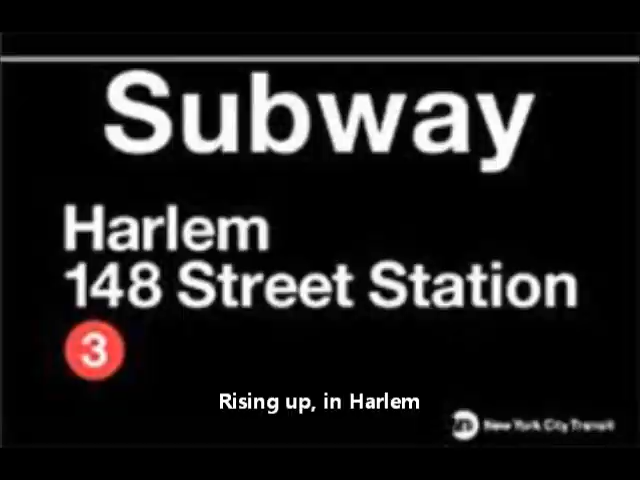 Subway
Harlem
148 Street Station
3
Rising up, in Harlem
New York City Transit